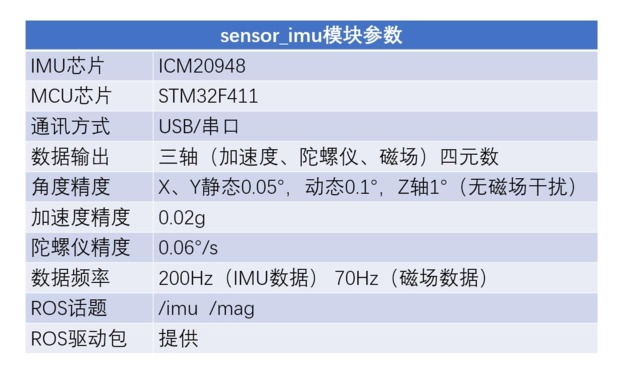 sensor_imu模块参数
IMU芯片 ICM20948
MCU芯片 STM32F411
通讯方式 USB/串口
数据输出 三轴（加速度、陀螺仪、磁场）四元数
角度精度 X、Y静态0.05°，动态0.1°，Z轴1°（无磁场干扰）
加速度精度 0.02g
陀螺仪精度 0.06°/s
数据频率 200Hz（IMU数据） 70Hz（磁场数据）
ROS话题 /imu /mag
ROS驱动包 提供